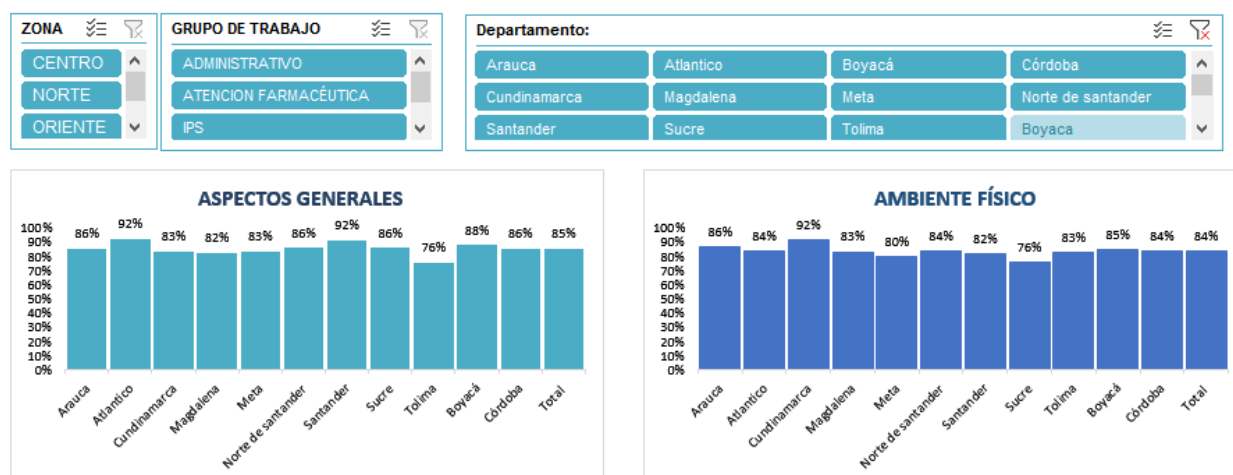 ZONA
CENTRO
NORTE
ORIENTE
GRUPO DE TRABAJO
ADMINISTRATIVO
ATENCION FARMACÉUTICA
IPS
Departamento:
Arauca Atlantico Boyacá Córdoba
Cundinamarca Magdalena Meta Norte de santander
Santander Sucre Tolima Boyaca
ASPECTOS GENERALES
100%
90%
80%
70%
60%
50%
40%
30%
20%
10%
0%
86% 92% 83% 82% 83% 86% 92% 86% 76% 88% 86% 85%
Arauca
Atlantico
Cundinamarca
Magdalena
Meta
Norte de santander
Santander
Sucre
Tolima
Boyacá
Córdoba
Total
AMBIENTE FÍSICO
100%
90%
80%
70%
60%
50%
40%
30%
20%
10%
0%
86% 84% 92% 83% 80% 84% 82% 76% 83% 85% 84% 84%
Arauca
Atlantico
Cundinamarca
Magdalena
Meta
Norte de santander
Santander
Sucre
Tolima
Boyacá
Córdoba
Total